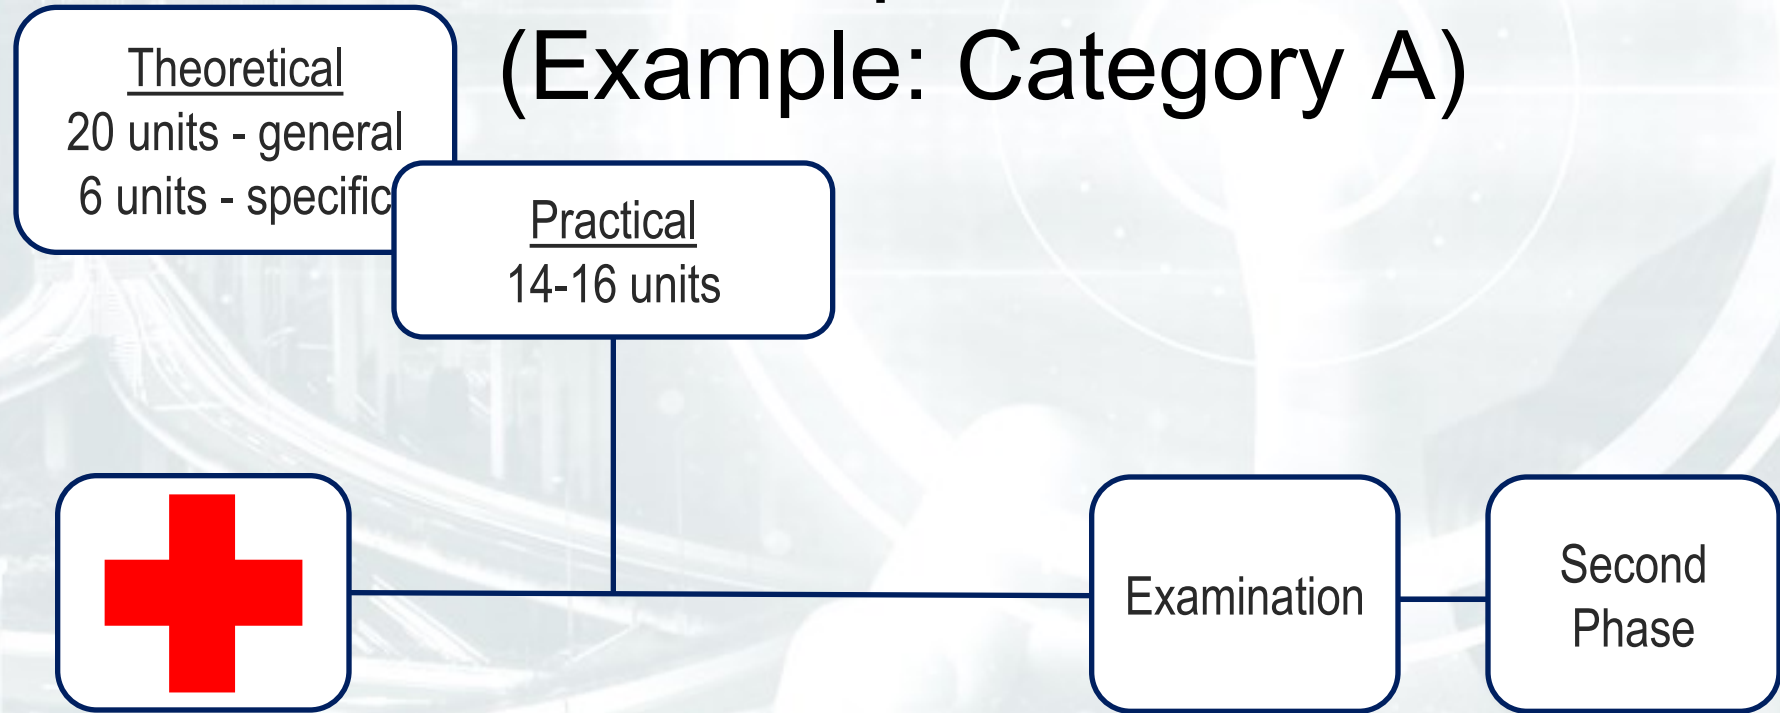 (Example: Category A)
Theoretical
20 units - general
6 units - specific
Practical
14-16 units
Examination
Second
Phase